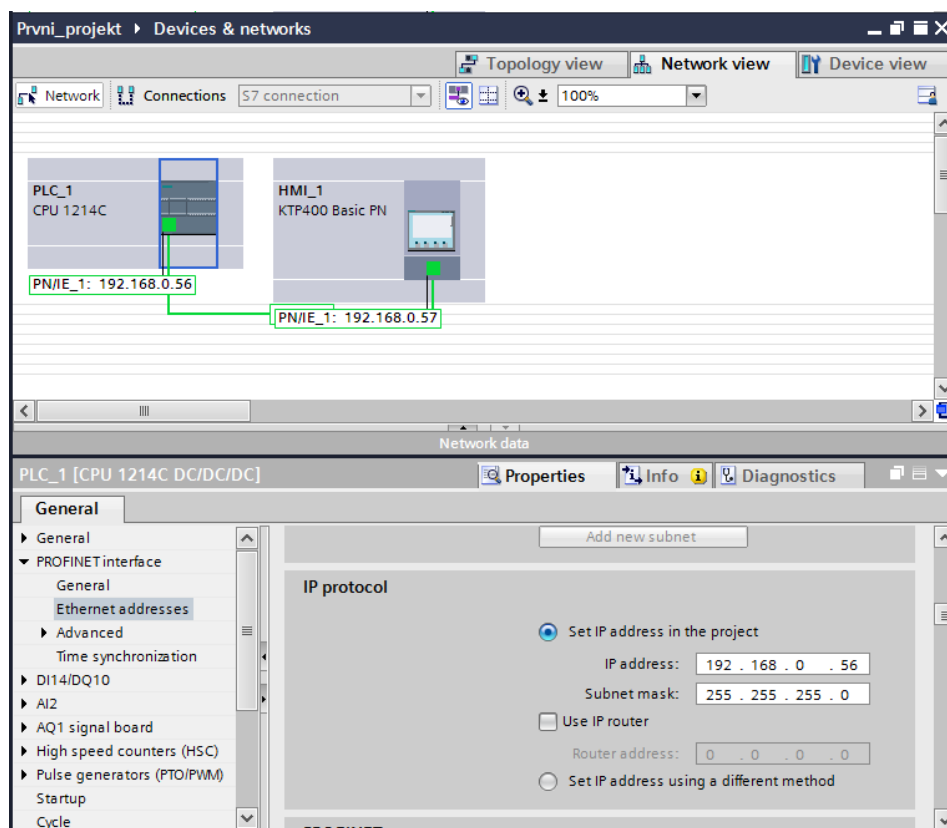 Prvni_projekt Devices & networks
Topology view Network view Device view
Network Connections S7 connection 100%
PLC_1
CPU 1214C
HMI_1
KTP400 Basic PN
PN/IE_1: 192.168.0.56
PN/IE_1: 192.168.0.57
Network data
PLC_1 [CPU 1214C DC/DC/DC] Properties Info Diagnostics
General
General
PROFINET interface
General
Ethernet addresses
Advanced
Time synchronization
DI14/DQ10
AI2
AQ1 signal board
High speed counters (HSC)
Pulse generators (PTO/PWM)
Startup
Cycle
Add new subnet
IP protocol
Set IP address in the project
IP address: 192 . 168 . 0 . 56
Subnet mask: 255 . 255 . 255 . 0
Use IP router
Router address: 0 . 0 . 0 . 0
Set IP address using a different method